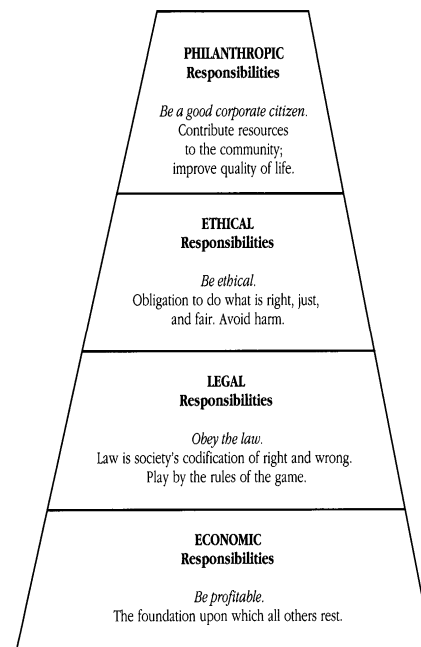 PHILANTHROPIC
Responsibilities
Be a good corporate citizen.
Contribute resources
to the community;
improve quality of life.
ETHICAL
Responsibilities
Be ethical.
Obligation to do what is right, just,
and fair. Avoid harm.
LEGAL
Responsibilities
Obey the law.
Law is society's codification of right and wrong.
Play by the rules of the game.
ECONOMIC
Responsibilities
Be profitable.
The foundation upon which all others rest.